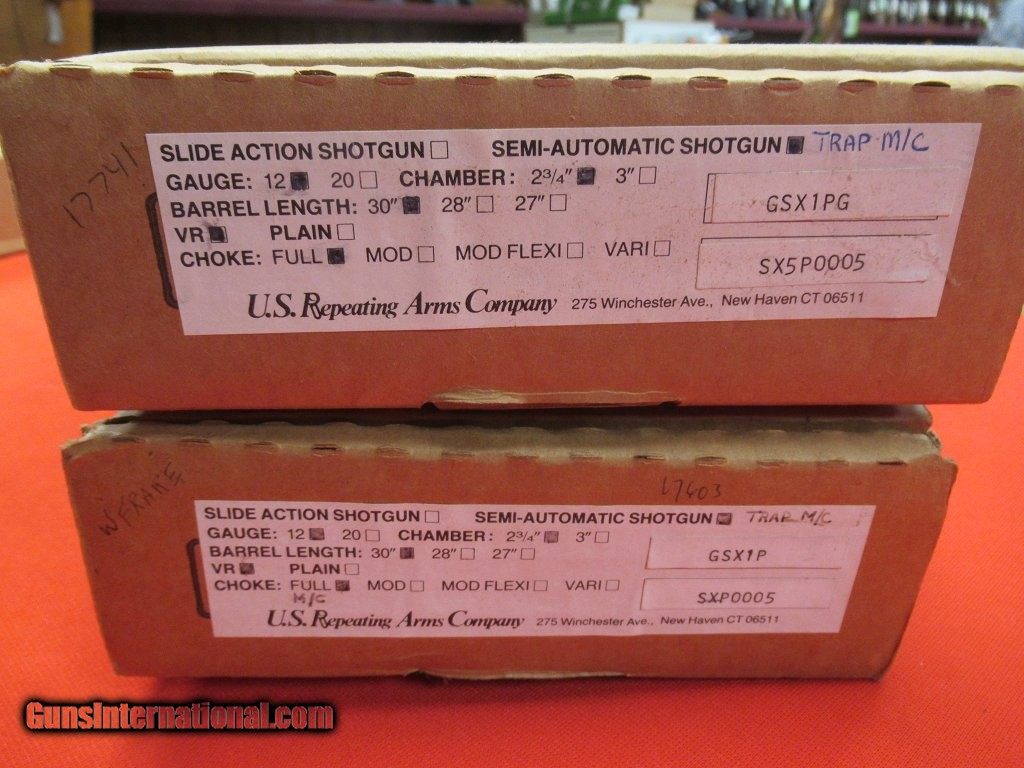 17741
SLIDE ACTION SHOTGUN □ SEMI-AUTOMATIC SHOTGUN ■ TRAP M/C
GAUGE: 12 ■ 20 □ CHAMBER: 2¾" ■ 3" □
BARREL LENGTH: 30" ■ 28" □ 27" □
GSX1PG
VR ■ PLAIN □
CHOKE: FULL ■ MOD □ MOD FLEXI □ VARI □
SX5P0005
U.S. Repeating Arms Company 275 Winchester Ave., New Haven CT 06511
W FRAKE
17603
SLIDE ACTION SHOTGUN □ SEMI-AUTOMATIC SHOTGUN ■ TRAP M/C
GAUGE: 12 ■ 20 □ CHAMBER: 2¾" ■ 3" □
BARREL LENGTH: 30" ■ 28" □ 27" □
GSX1P
VR ■ PLAIN □
CHOKE: FULL ■ MOD □ MOD FLEXI □ VARI □
M/C
SXP0005
U.S. Repeating Arms Company 275 Winchester Ave., New Haven CT 06511
GunsInternational.com